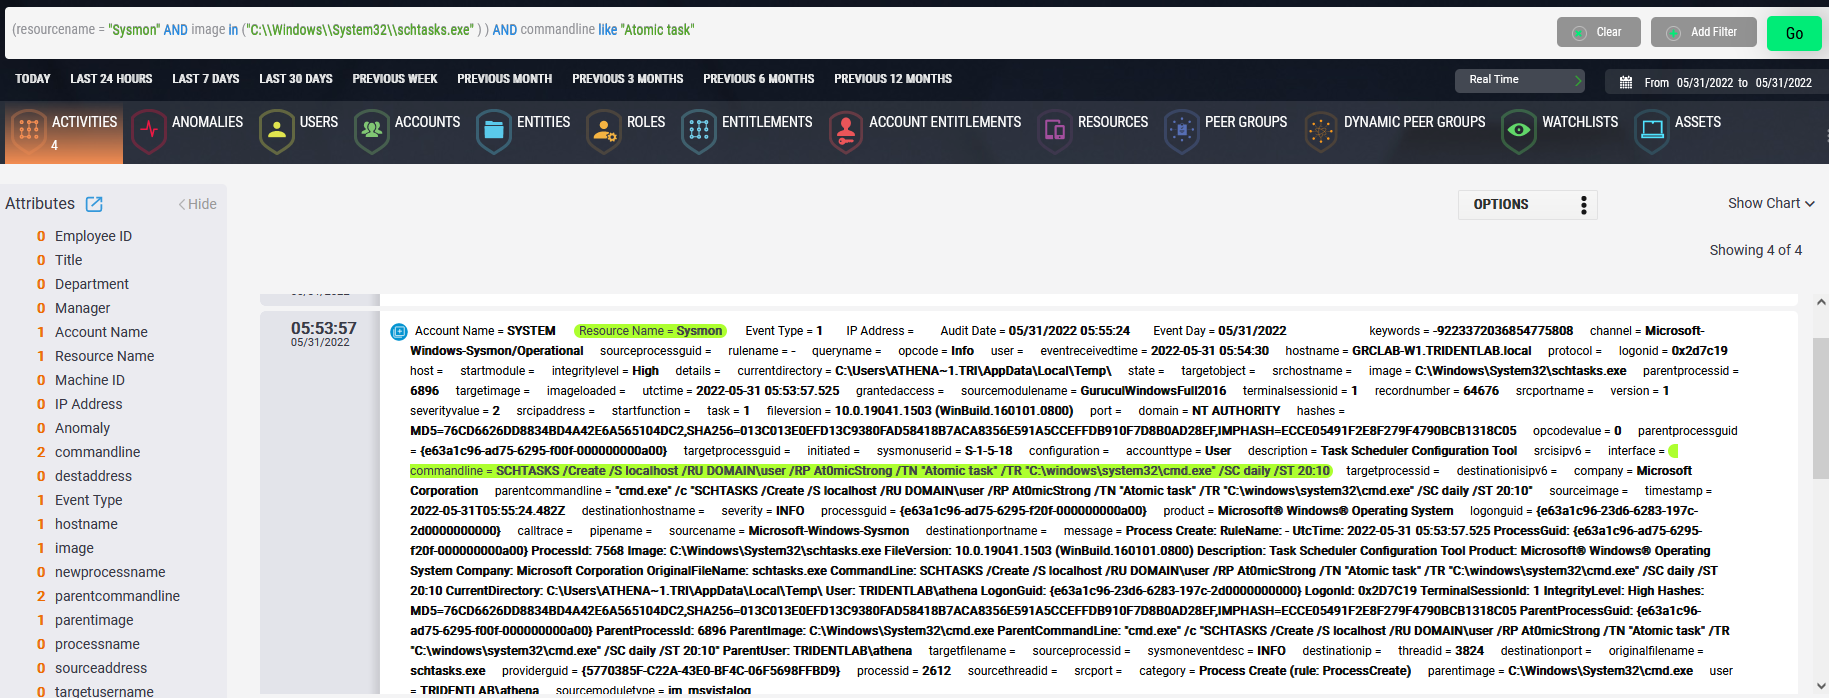 (resourcename = "Sysmon" AND image in ("C:\\Windows\\System32\\schtasks.exe" ) ) AND commandline like "Atomic task"
Clear
Add Filter
Go
TODAY LAST 24 HOURS LAST 7 DAYS LAST 30 DAYS PREVIOUS WEEK PREVIOUS MONTH PREVIOUS 3 MONTHS PREVIOUS 6 MONTHS PREVIOUS 12 MONTHS
Real Time
From 05/31/2022 to 05/31/2022
ACTIVITIES
4
ANOMALIES
USERS
ACCOUNTS
ENTITIES
ROLES
ENTITLEMENTS
ACCOUNT ENTITLEMENTS
RESOURCES
PEER GROUPS
DYNAMIC PEER GROUPS
WATCHLISTS
ASSETS
Attributes
Hide
0 Employee ID
0 Title
0 Department
0 Manager
1 Account Name
1 Resource Name
0 Machine ID
0 IP Address
0 Anomaly
2 commandline
0 destaddress
1 Event Type
1 hostname
1 image
0 newprocessname
2 parentcommandline
1 parentimage
0 processname
0 sourceaddress
0 targetusername
OPTIONS
Show Chart
Showing 4 of 4
05:53:57
05/31/2022
Account Name = SYSTEM Resource Name = Sysmon Event Type = 1 IP Address = Audit Date = 05/31/2022 05:55:24 Event Day = 05/31/2022 keywords = -9223372036854775808 channel = Microsoft-
Windows-Sysmon/Operational sourceprocessguid = rulename = - queryname = opcode = Info user = eventreceivedtime = 2022-05-31 05:54:30 hostname = GRCLAB-W1.TRIDENTLAB.local protocol = logonid = 0x2d7c19
host = startmodule = integritylevel = High details = currentdirectory = C:\Users\ATHENA~1.TRI\AppData\Local\Temp\ state = targetobject = srchostname = image = C:\Windows\System32\schtasks.exe parentprocessid =
6896 targetimage = imageloaded = utctime = 2022-05-31 05:53:57.525 grantedaccess = sourcemodulename = GuruculWindowsFull2016 terminalsessionid = 1 recordnumber = 64676 srcportname = version = 1
severityvalue = 2 srcipaddress = startfunction = task = 1 fileversion = 10.0.19041.1503 (WinBuild.160101.0800) port = domain = NT AUTHORITY hashes =
MD5=76CD6626DD8834BD4A42E6A565104DC2,SHA256=013C013E0EFD13C9380FAD58418B7ACA8356E591A5CCEFFDB910F7D8B0AD28EF,IMPHASH=ECCE05491F2E8F279F4790BCB1318C05 opcodevalue = 0 parentprocessguid
= {e63a1c96-ad75-6295-f00f-000000000a00} targetprocessguid = initiated = sysmonuserid = S-1-5-18 configuration = accounttype = User description = Task Scheduler Configuration Tool srcisipv6 = interface =
commandline = SCHTASKS /Create /S localhost /RU DOMAIN\user /RP At0micStrong /TN "Atomic task" /TR "C:\windows\system32\cmd.exe" /SC daily /ST 20:10 targetprocessid = destinationisipv6 = company = Microsoft
Corporation parentcommandline = "cmd.exe" /c "SCHTASKS /Create /S localhost /RU DOMAIN\user /RP At0micStrong /TN "Atomic task" /TR "C:\windows\system32\cmd.exe" /SC daily /ST 20:10" sourceimage = timestamp =
2022-05-31T05:55:24.482Z destinationhostname = severity = INFO processguid = {e63a1c96-ad75-6295-f20f-000000000a00} product = Microsoft® Windows® Operating System logonguid = {e63a1c96-23d6-6283-197c-
2d0000000000} calltrace = pipename = sourcename = Microsoft-Windows-Sysmon destinationportname = message = Process Create: RuleName: - UtcTime: 2022-05-31 05:53:57.525 ProcessGuid: {e63a1c96-ad75-6295-
f20f-000000000a00} ProcessId: 7568 Image: C:\Windows\System32\schtasks.exe FileVersion: 10.0.19041.1503 (WinBuild.160101.0800) Description: Task Scheduler Configuration Tool Product: Microsoft® Windows® Operating
System Company: Microsoft Corporation OriginalFileName: schtasks.exe CommandLine: SCHTASKS /Create /S localhost /RU DOMAIN\user /RP At0micStrong /TN "Atomic task" /TR "C:\windows\system32\cmd.exe" /SC daily /ST
20:10 CurrentDirectory: C:\Users\ATHENA~1.TRI\AppData\Local\Temp\ User: TRIDENTLAB\athena LogonGuid: {e63a1c96-23d6-6283-197c-2d0000000000} LogonId: 0x2D7C19 TerminalSessionId: 1 IntegrityLevel: High Hashes:
MD5=76CD6626DD8834BD4A42E6A565104DC2,SHA256=013C013E0EFD13C9380FAD58418B7ACA8356E591A5CCEFFDB910F7D8B0AD28EF,IMPHASH=ECCE05491F2E8F279F4790BCB1318C05 ParentProcessGuid: {e63a1c96-
ad75-6295-f00f-000000000a00} ParentProcessId: 6896 ParentImage: C:\Windows\System32\cmd.exe ParentCommandLine: "cmd.exe" /c "SCHTASKS /Create /S localhost /RU DOMAIN\user /RP At0micStrong /TN "Atomic task" /TR
"C:\windows\system32\cmd.exe" /SC daily /ST 20:10" ParentUser: TRIDENTLAB\athena targetfilename = sourceprocessid = sysmoneventdesc = INFO destinationip = threadid = 3824 destinationport = originalfilename =
schtasks.exe providerguid = {5770385F-C22A-43E0-BF4C-06F5698FFBD9} processid = 2612 sourcethreadid = srcport = category = Process Create (rule: ProcessCreate) parentimage = C:\Windows\System32\cmd.exe user
= TRIDENTLAB\athena sourcemoduletype = im_msvistalog